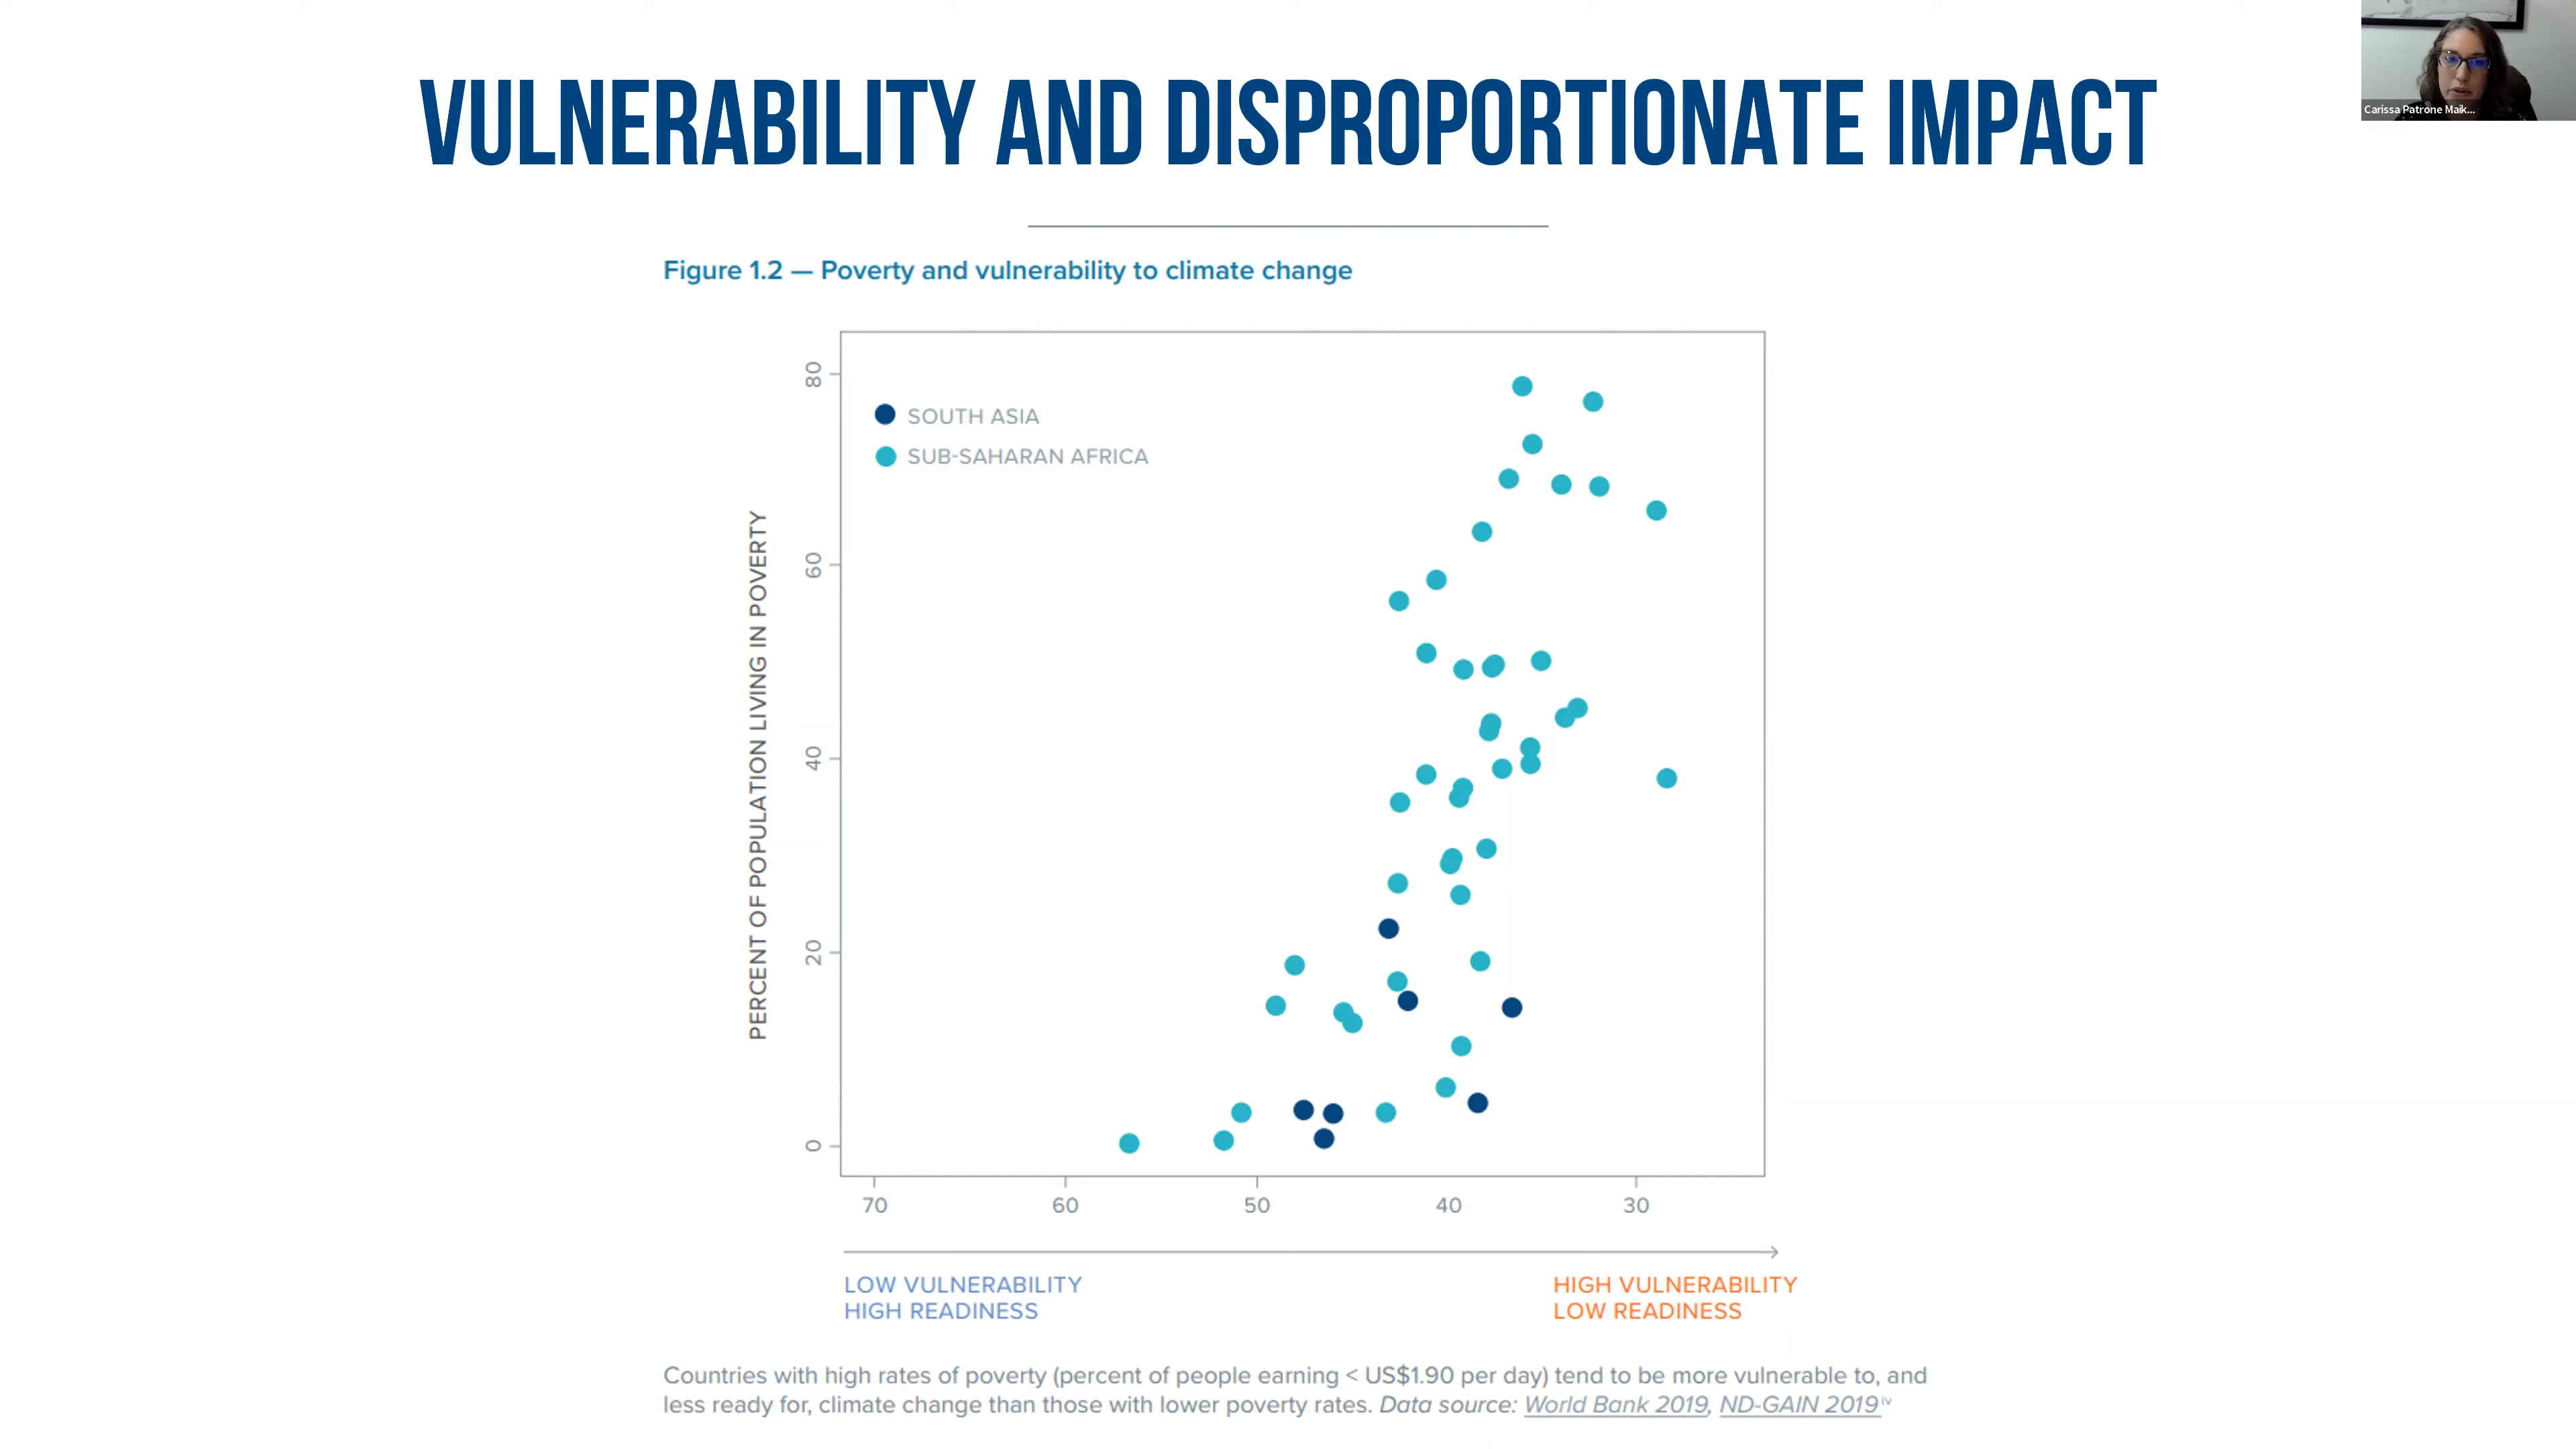 VULNERABILITY AND DISPROPORTIONATE IMPACT
Carissa Patrone Maik...
Figure 1.2 — Poverty and vulnerability to climate change
80
60
40
20
0
PERCENT OF POPULATION LIVING IN POVERTY
SOUTH ASIA
SUB-SAHARAN AFRICA
70 60 50 40 30
LOW VULNERABILITY
HIGH READINESS
HIGH VULNERABILITY
LOW READINESS
Countries with high rates of poverty (percent of people earning < US$1.90 per day) tend to be more vulnerable to, and
less ready for, climate change than those with lower poverty rates. Data source: World Bank 2019, ND-GAIN 2019 iv